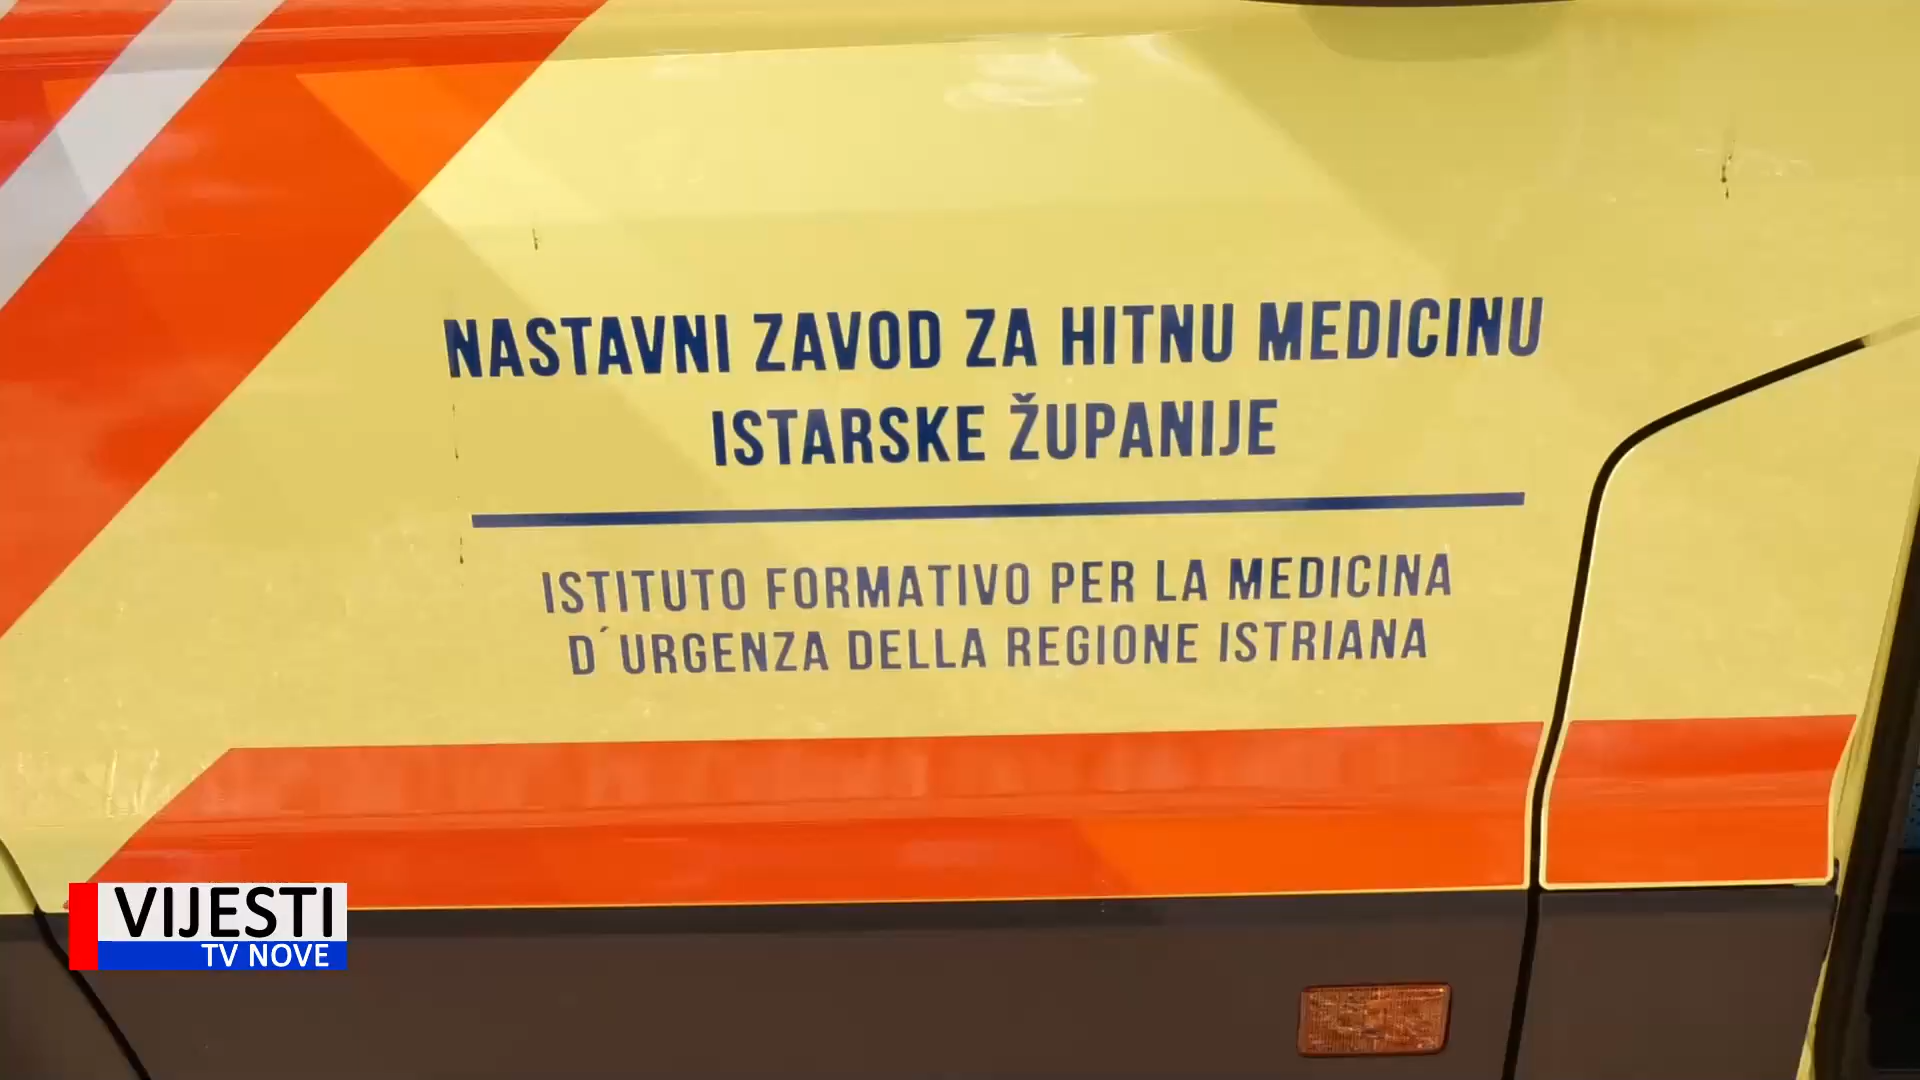 NASTAVNI ZAVOD ZA HITNU MEDICINU
ISTARSKE ŽUPANIJE
ISTITUTO FORMATIVO PER LA MEDICINA
D´URGENZA DELLA REGIONE ISTRIANA
VIJESTI
TV NOVE